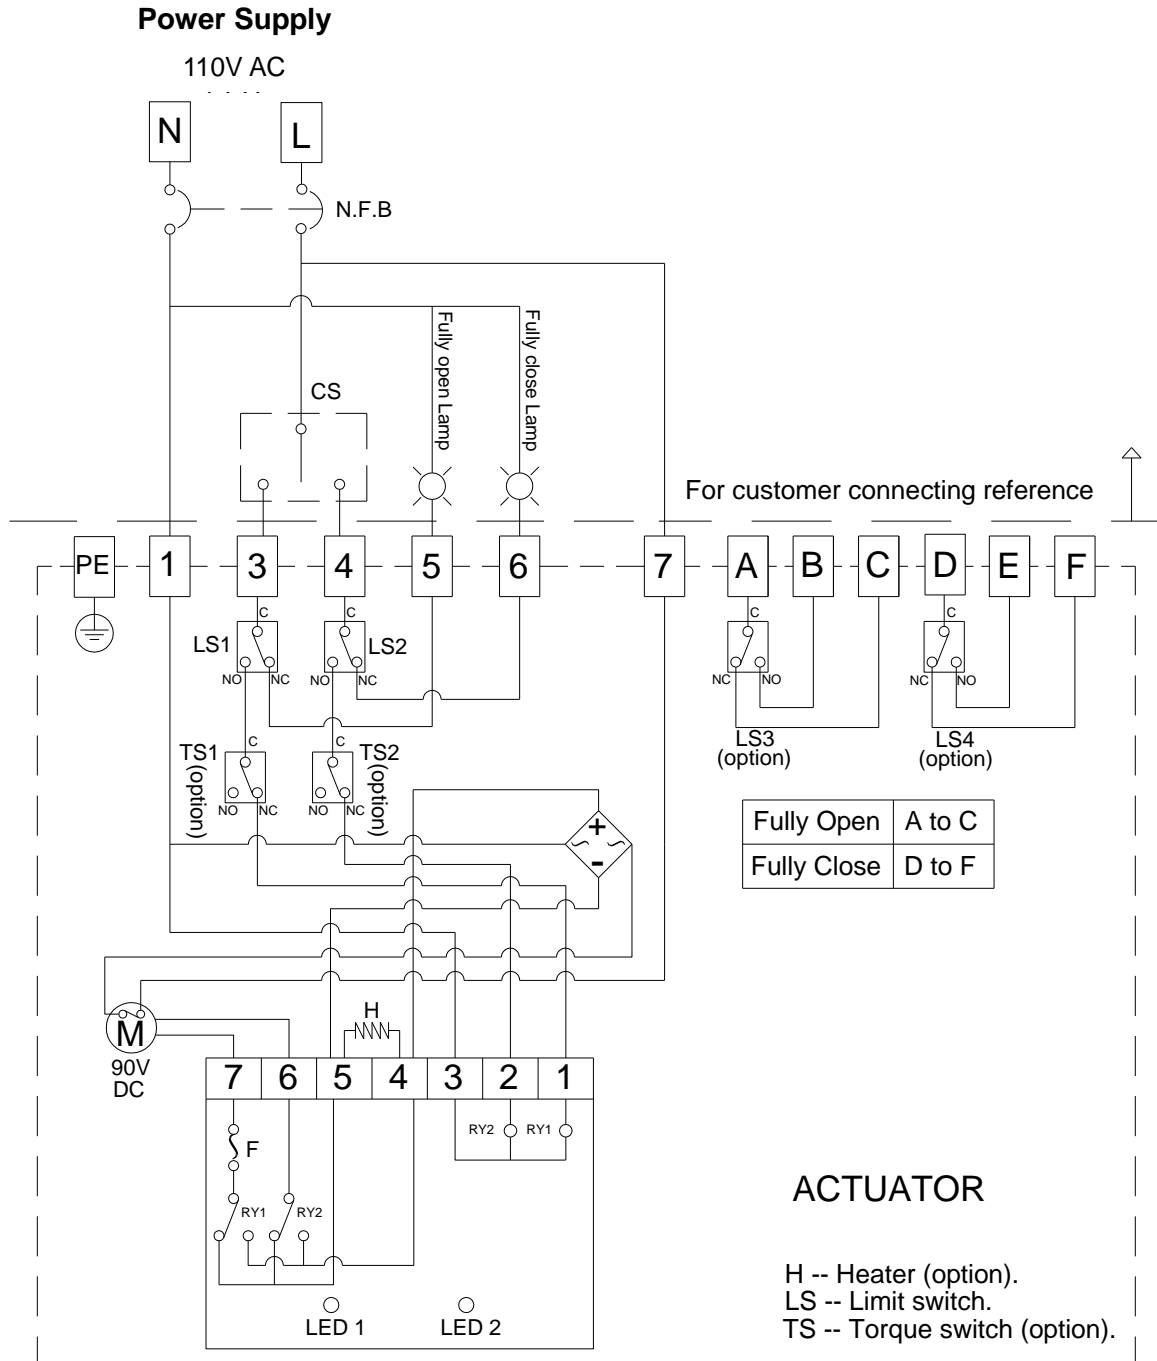 Power Supply
110V AC
N
L
N.F.B
Fully open Lamp
Fully close Lamp
CS
For customer connecting reference
PE
1
3
4
5
6
7
A
B
C
D
E
F
C
C
C
C
LS1
LS2
NO
NC
NO
NC
NC
NO
NC
NO
LS3
(option)
LS4
(option)
TS1
(option)
C
C
TS2
(option)
NO
NC
NO
NC
Fully Open A to C
Fully Close D to F
+
-
H
M
90V
DC
7 6 5 4 3 2 1
RY2
RY1
F
RY1
RY2
LED 1
LED 2
ACTUATOR
H -- Heater (option).
LS -- Limit switch.
TS -- Torque switch (option).